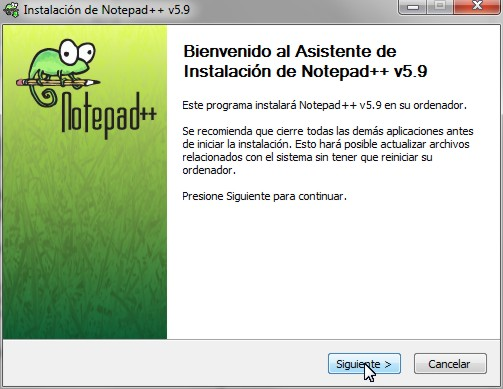 Instalación de Notepad++ v5.9
Notepad++
Bienvenido al Asistente de
Instalación de Notepad++ v5.9
Este programa instalará Notepad++ v5.9 en su ordenador.
Se recomienda que cierre todas las demás aplicaciones antes
de iniciar la instalación. Esto hará posible actualizar archivos
relacionados con el sistema sin tener que reiniciar su
ordenador.
Presione Siguiente para continuar.
Siguiente >
Cancelar